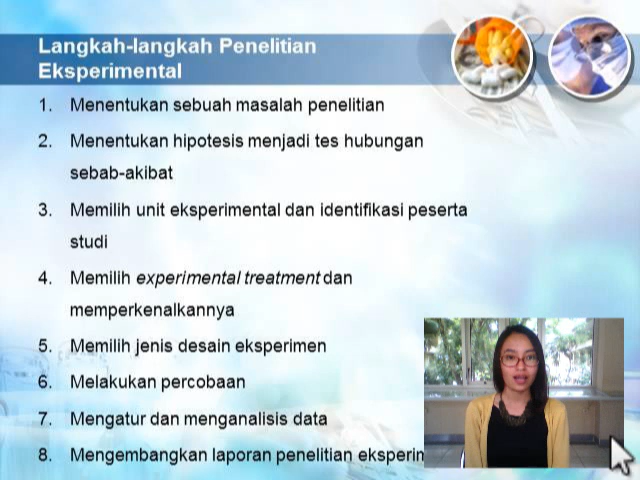 Langkah-langkah Penelitian
Eksperimental
1. Menentukan sebuah masalah penelitian
2. Menentukan hipotesis menjadi tes hubungan
sebab-akibat
3. Memilih unit eksperimental dan identifikasi peserta
studi
4. Memilih experimental treatment dan
memperkenalkannya
5. Memilih jenis desain eksperimen
6. Melakukan percobaan
7. Mengatur dan menganalisis data
8. Mengembangkan laporan penelitian